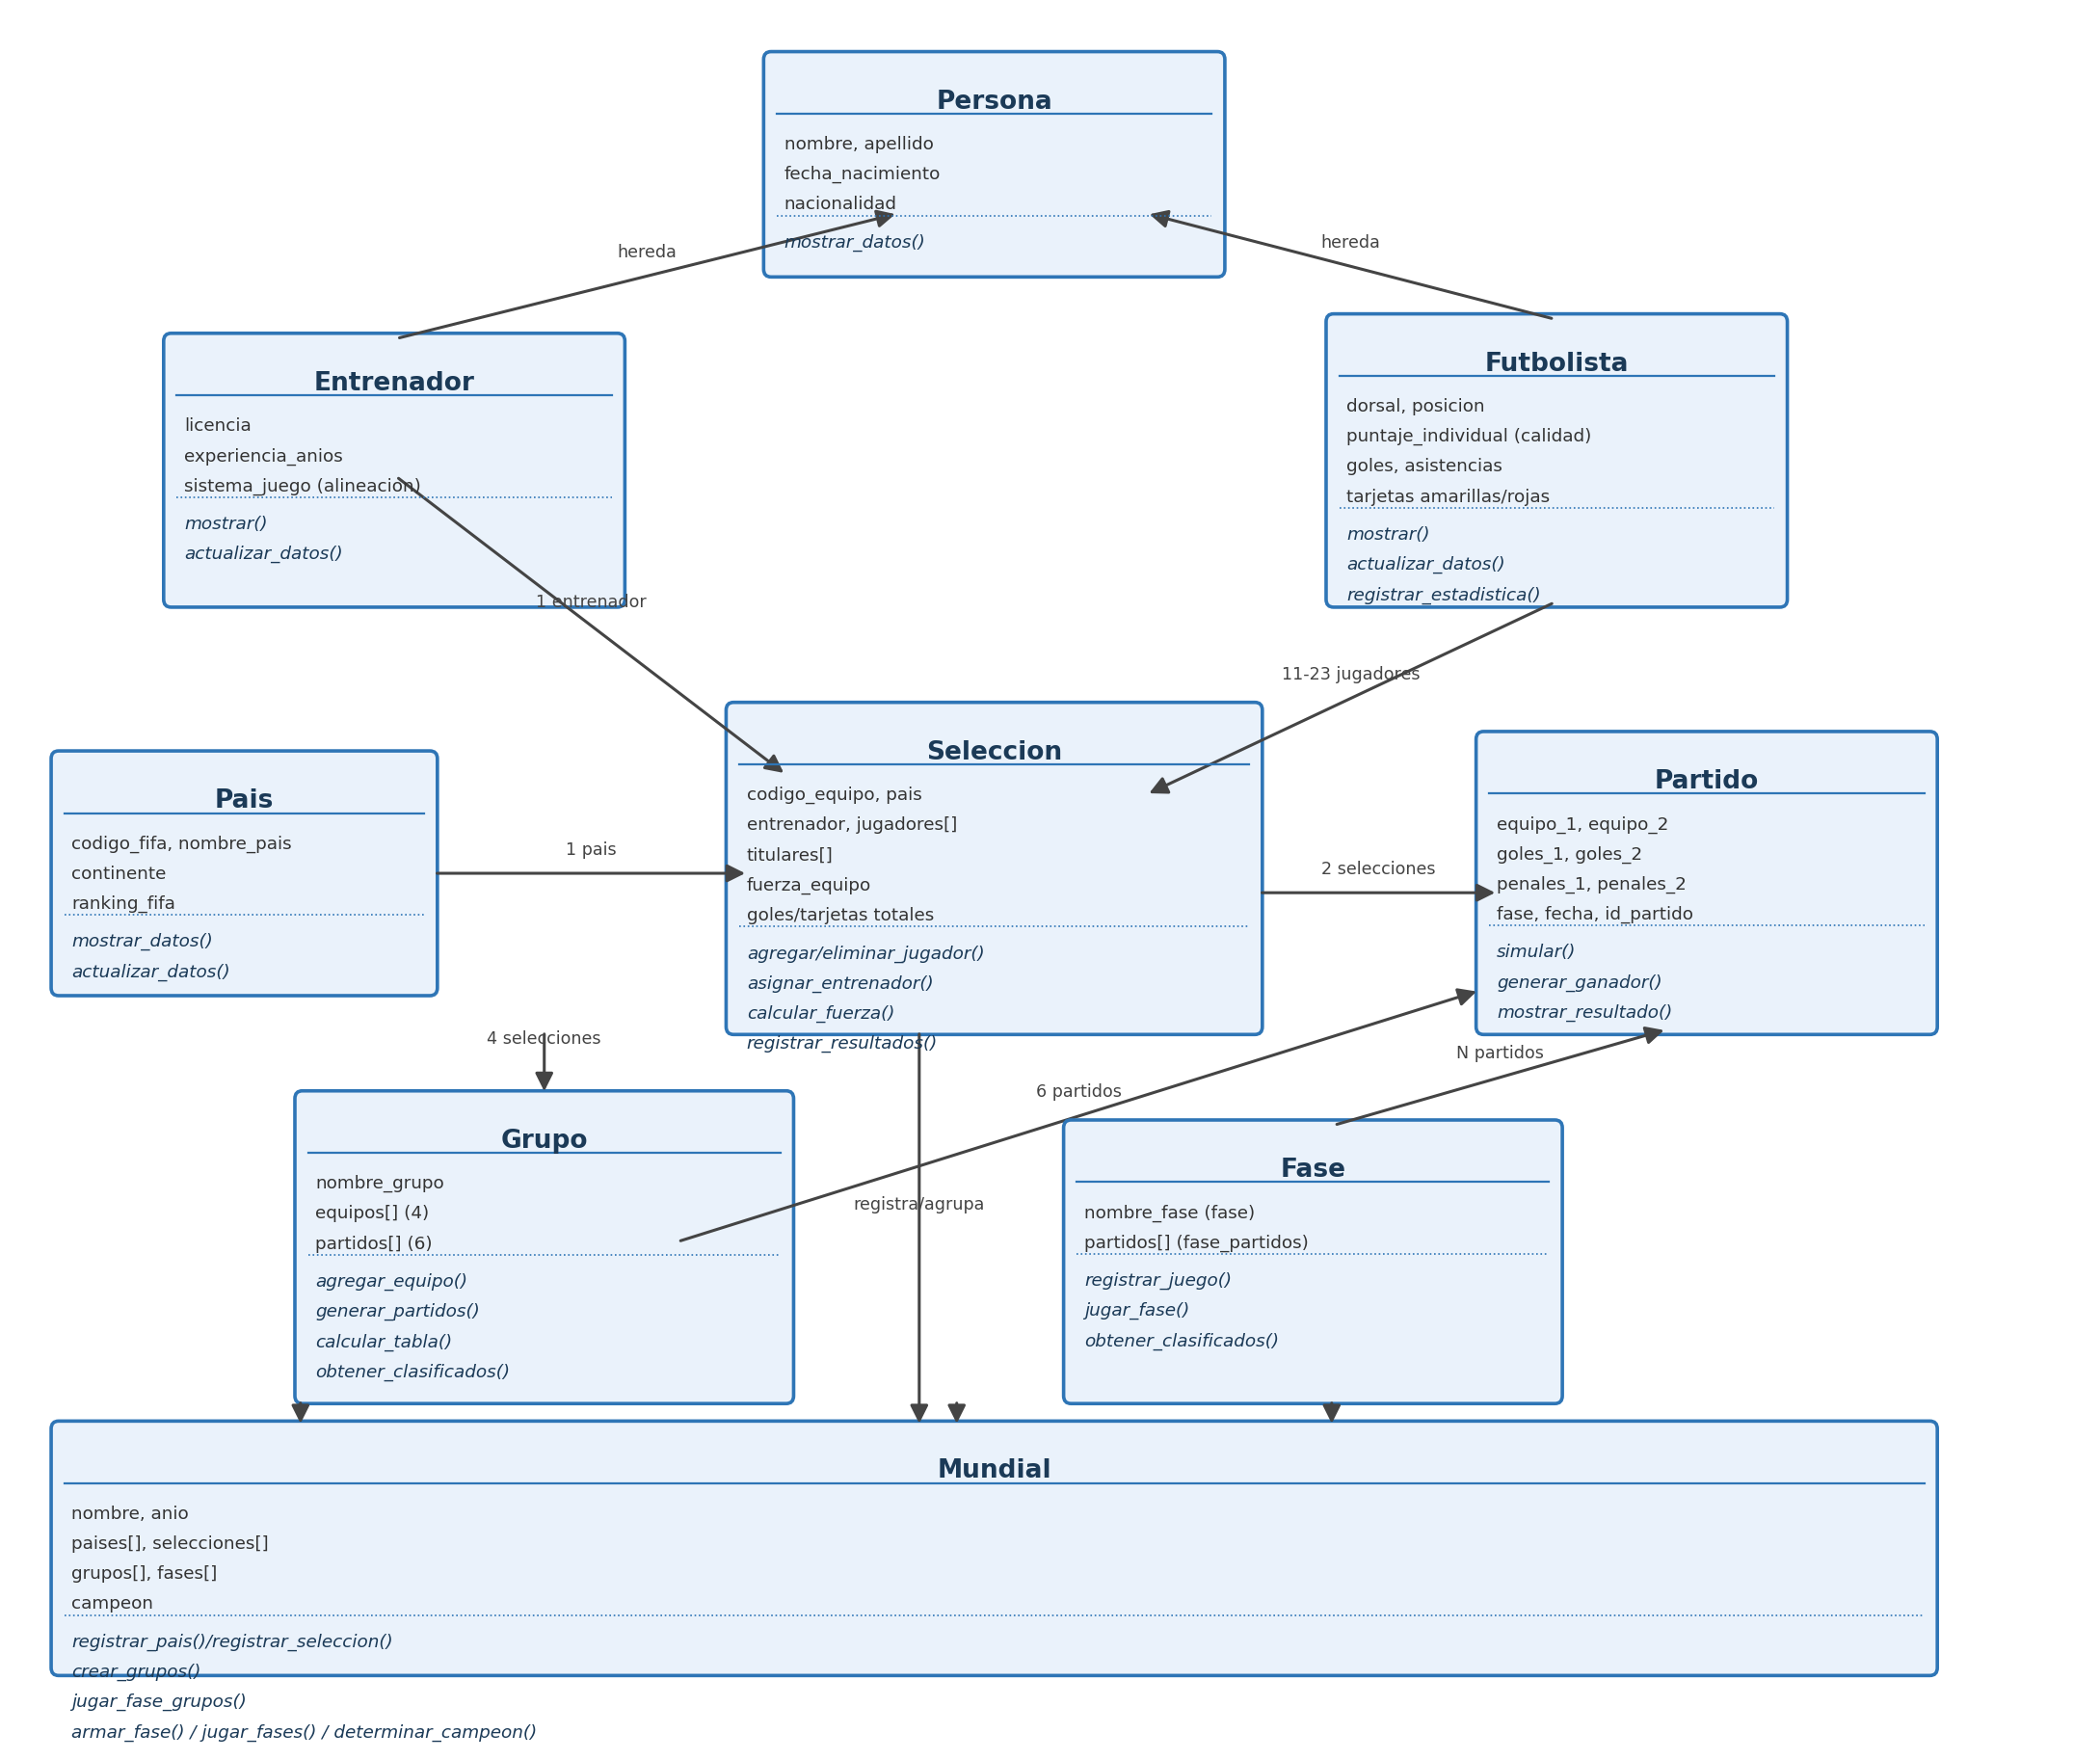 Persona
nombre, apellido
fecha_nacimiento
nacionalidad
mostrar_datos()
hereda
hereda
Entrenador
licencia
experiencia_anios
sistema_juego (alineacion)
mostrar()
actualizar_datos()
Futbolista
dorsal, posicion
puntaje_individual (calidad)
goles, asistencias
tarjetas amarillas/rojas
mostrar()
actualizar_datos()
registrar_estadistica()
1 entrenador
11-23 jugadores
Pais
codigo_fifa, nombre_pais
continente
ranking_fifa
mostrar_datos()
actualizar_datos()
1 pais
Seleccion
codigo_equipo, pais
entrenador, jugadores[]
titulares[]
fuerza_equipo
goles/tarjetas totales
agregar/eliminar_jugador()
asignar_entrenador()
calcular_fuerza()
registrar_resultados()
2 selecciones
Partido
equipo_1, equipo_2
goles_1, goles_2
penales_1, penales_2
fase, fecha, id_partido
simular()
generar_ganador()
mostrar_resultado()
4 selecciones
6 partidos
N partidos
Grupo
nombre_grupo
equipos[] (4)
partidos[] (6)
agregar_equipo()
generar_partidos()
calcular_tabla()
obtener_clasificados()
registra/agrupa
Fase
nombre_fase (fase)
partidos[] (fase_partidos)
registrar_juego()
jugar_fase()
obtener_clasificados()
Mundial
nombre, anio
paises[], selecciones[]
grupos[], fases[]
campeon
registrar_pais()/registrar_seleccion()
crear_grupos()
jugar_fase_grupos()
armar_fase() / jugar_fases() / determinar_campeon()